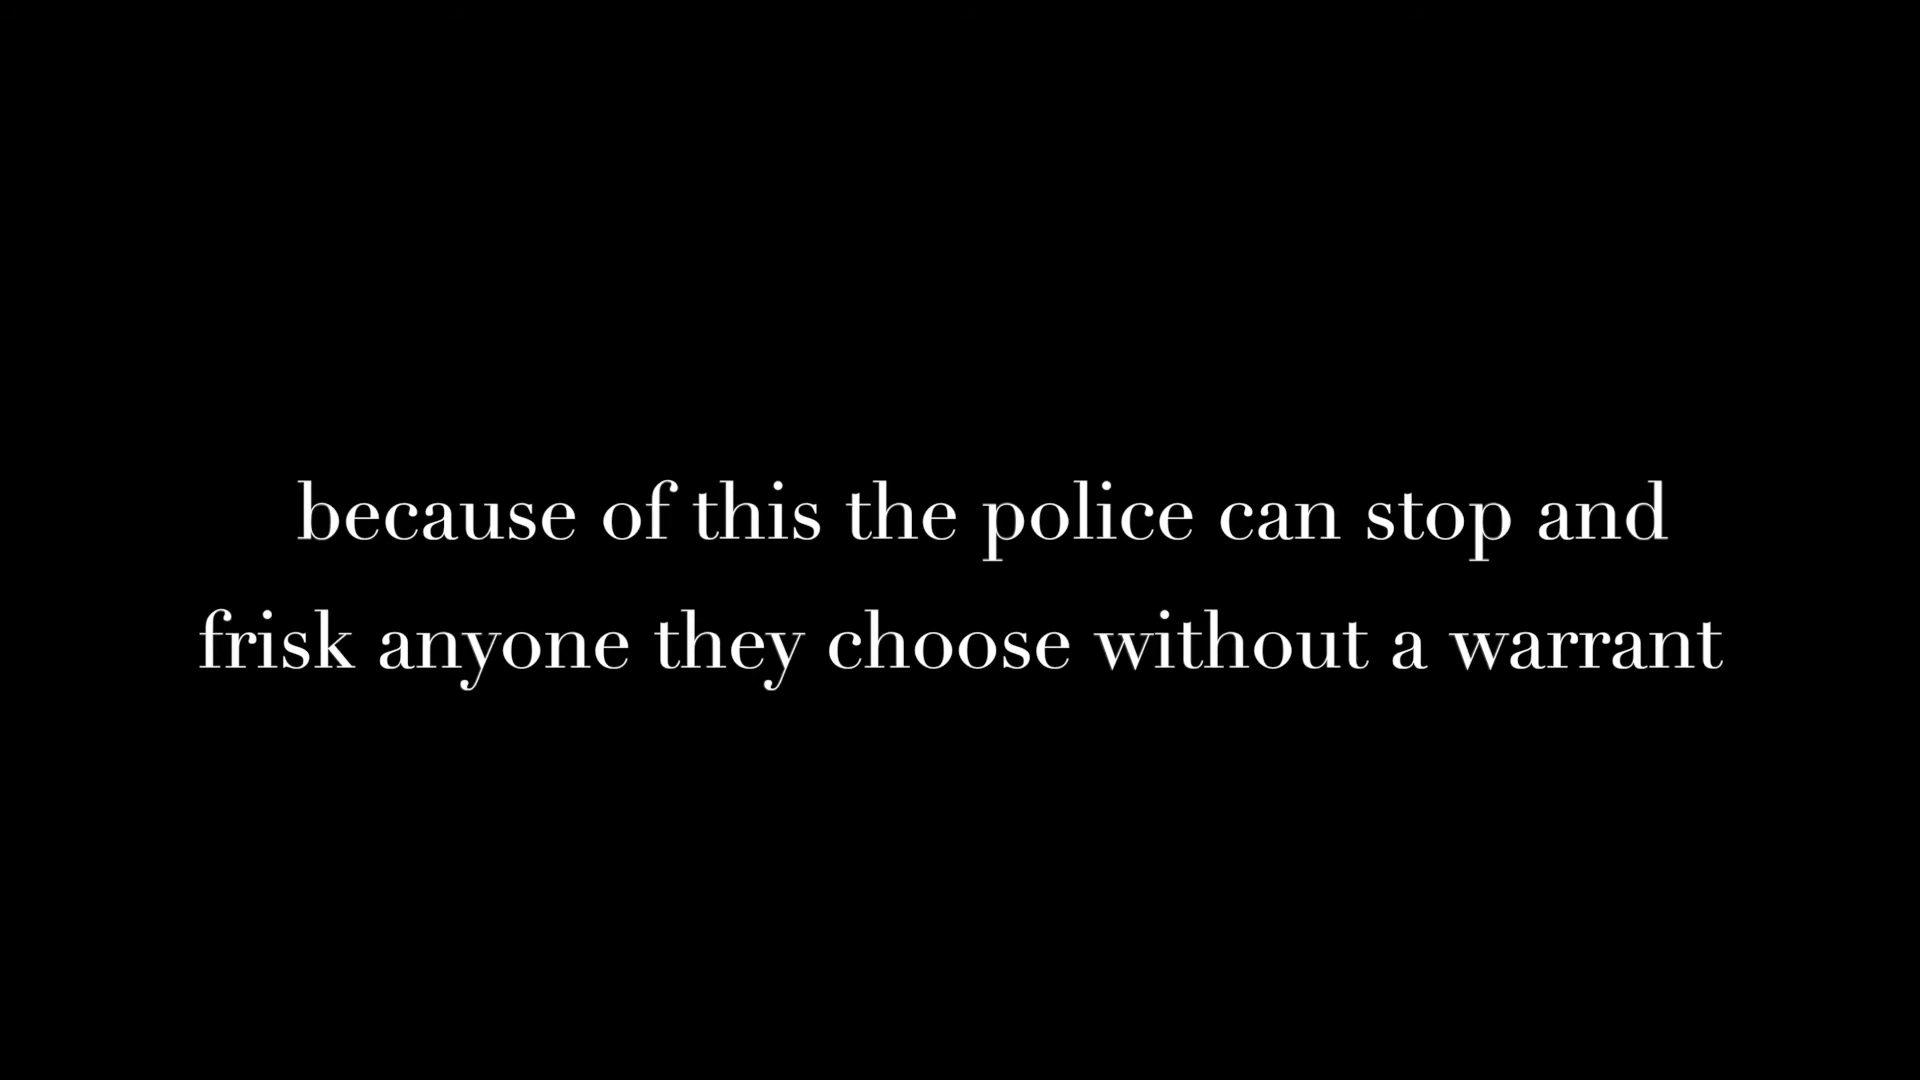 because of this the police can stop and
frisk anyone they choose without a warrant